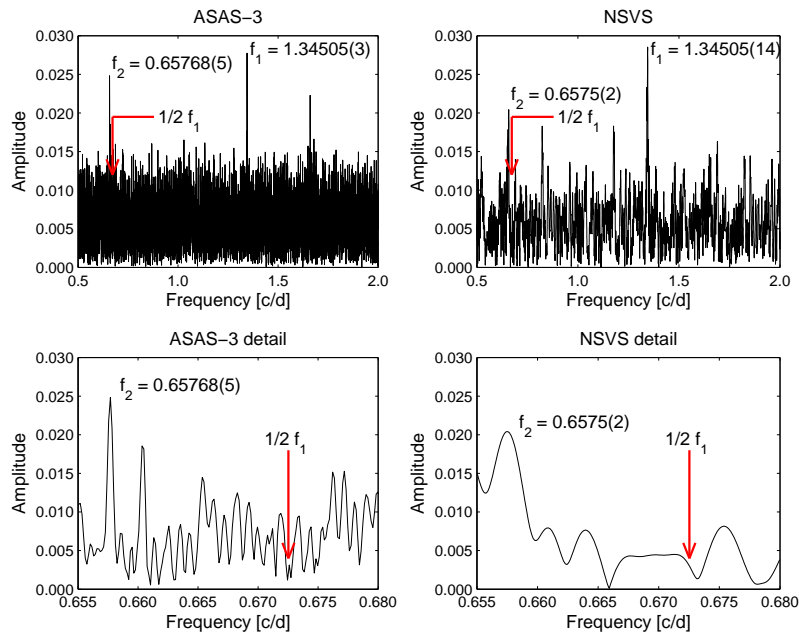 ASAS−3
0.030
0.025
0.020
0.015
0.010
0.005
0.000
Amplitude
f2 = 0.65768(5)
f1 = 1.34505(3)
1/2 f1
0.5 1.0 1.5 2.0
Frequency [c/d]
NSVS
0.030
0.025
0.020
0.015
0.010
0.005
0.000
Amplitude
f1 = 1.34505(14)
f2 = 0.6575(2)
1/2 f1
0.5 1.0 1.5 2.0
Frequency [c/d]
ASAS−3 detail
0.030
0.025
0.020
0.015
0.010
0.005
0.000
Amplitude
f2 = 0.65768(5)
1/2 f1
0.655 0.660 0.665 0.670 0.675 0.680
Frequency [c/d]
NSVS detail
0.030
0.025
0.020
0.015
0.010
0.005
0.000
Amplitude
f2 = 0.6575(2)
1/2 f1
0.655 0.660 0.665 0.670 0.675 0.680
Frequency [c/d]